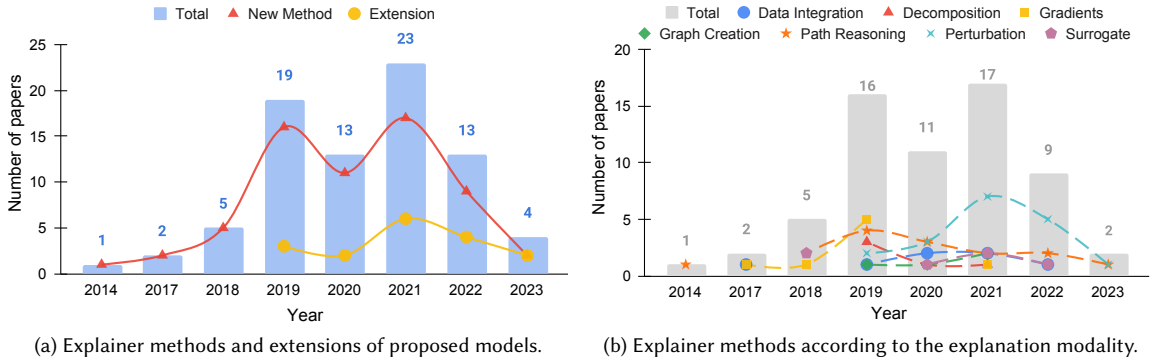 Total New Method Extension
Number of papers
25
20
15
10
5
0
1
2
5
19
13
23
13
4
2014 2017 2018 2019 2020 2021 2022 2023
Year
(a) Explainer methods and extensions of proposed models.
Total Data Integration Decomposition Gradients
Graph Creation Path Reasoning Perturbation Surrogate
Number of papers
20
15
10
5
0
1
2
5
16
11
17
9
2
2014 2017 2018 2019 2020 2021 2022 2023
Year
(b) Explainer methods according to the explanation modality.